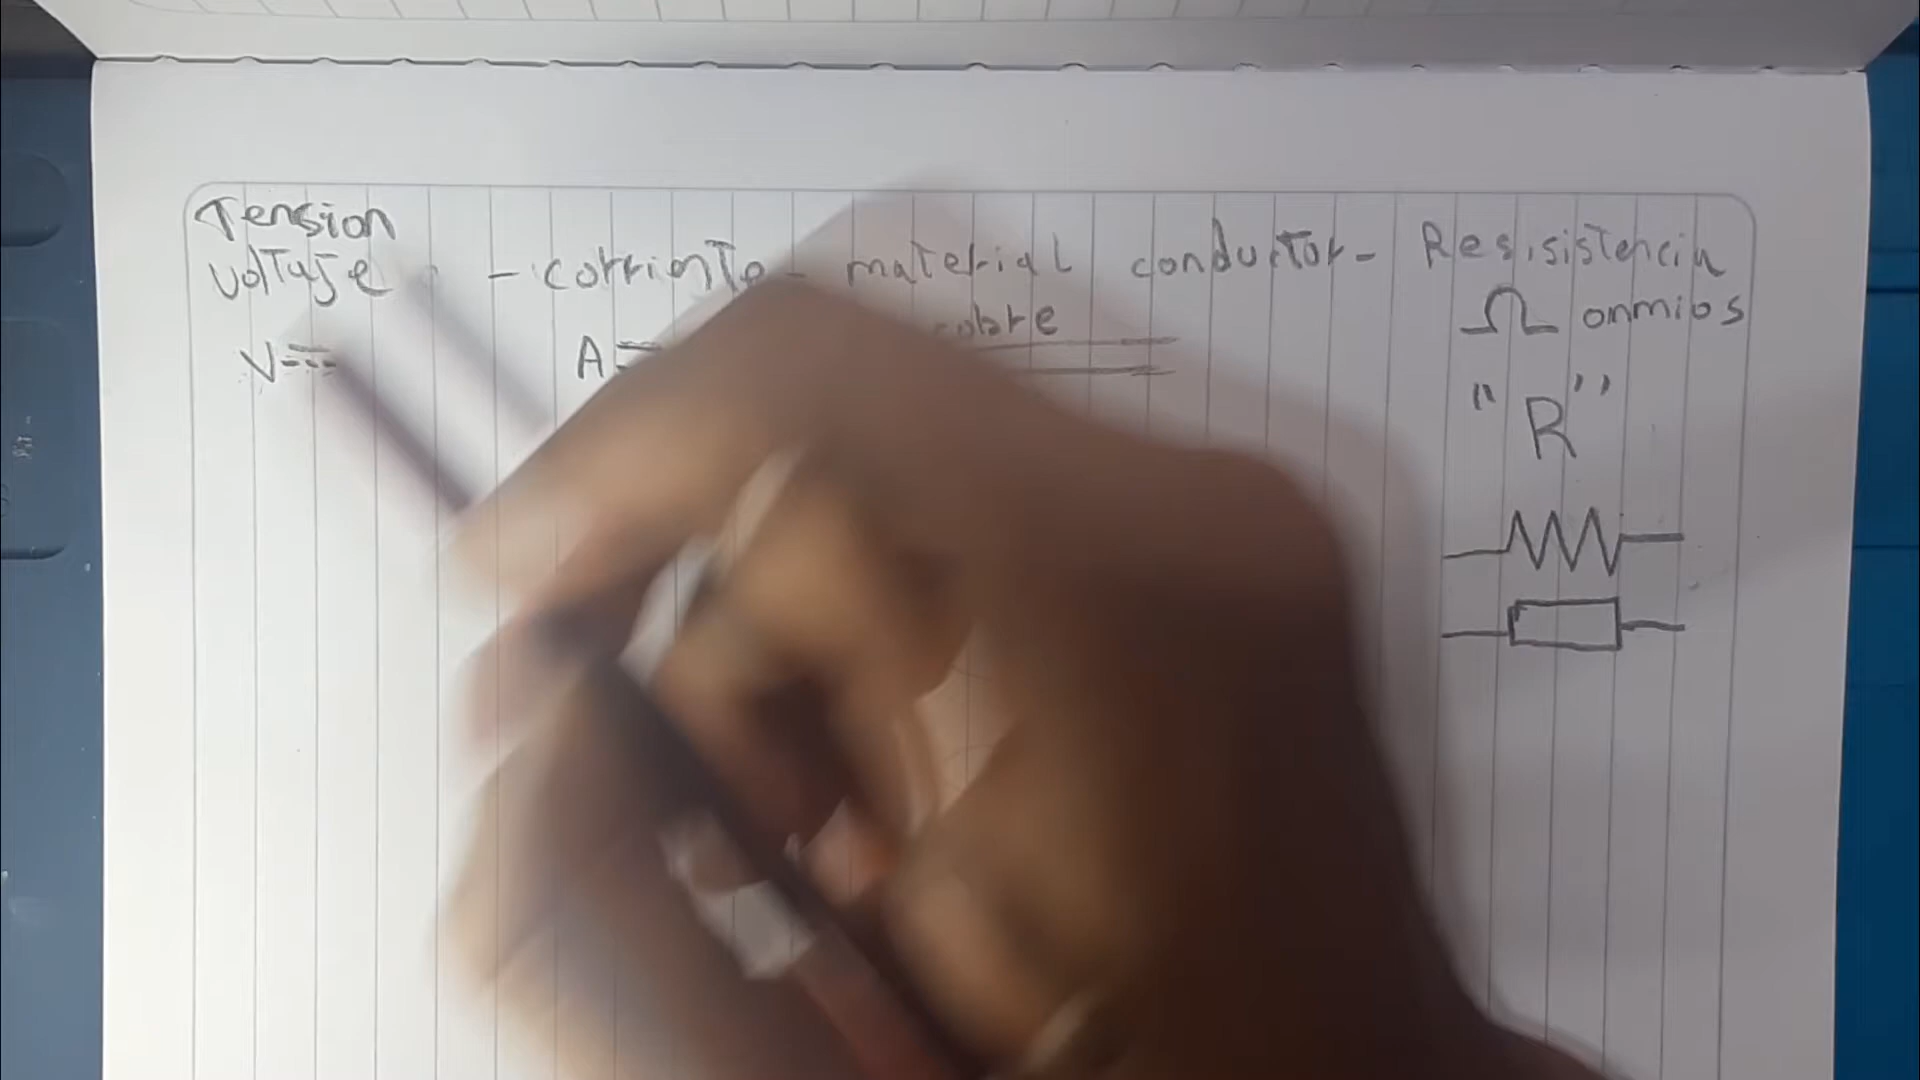 Tension
voltaje - corriente - material conductor - Resisistencia
cobre
Ω onmios
V A
"R"